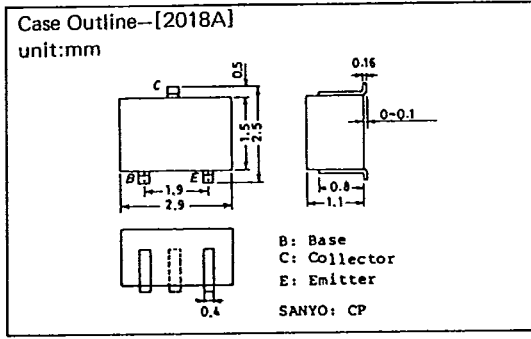 Case Outline—[2018A]
unit:mm
C
0.5
0.16
1.5
2.5
0~0.1
B
E
1.9
2.9
0.8
1.1
0.4
B: Base
C: Collector
E: Emitter
SANYO: CP